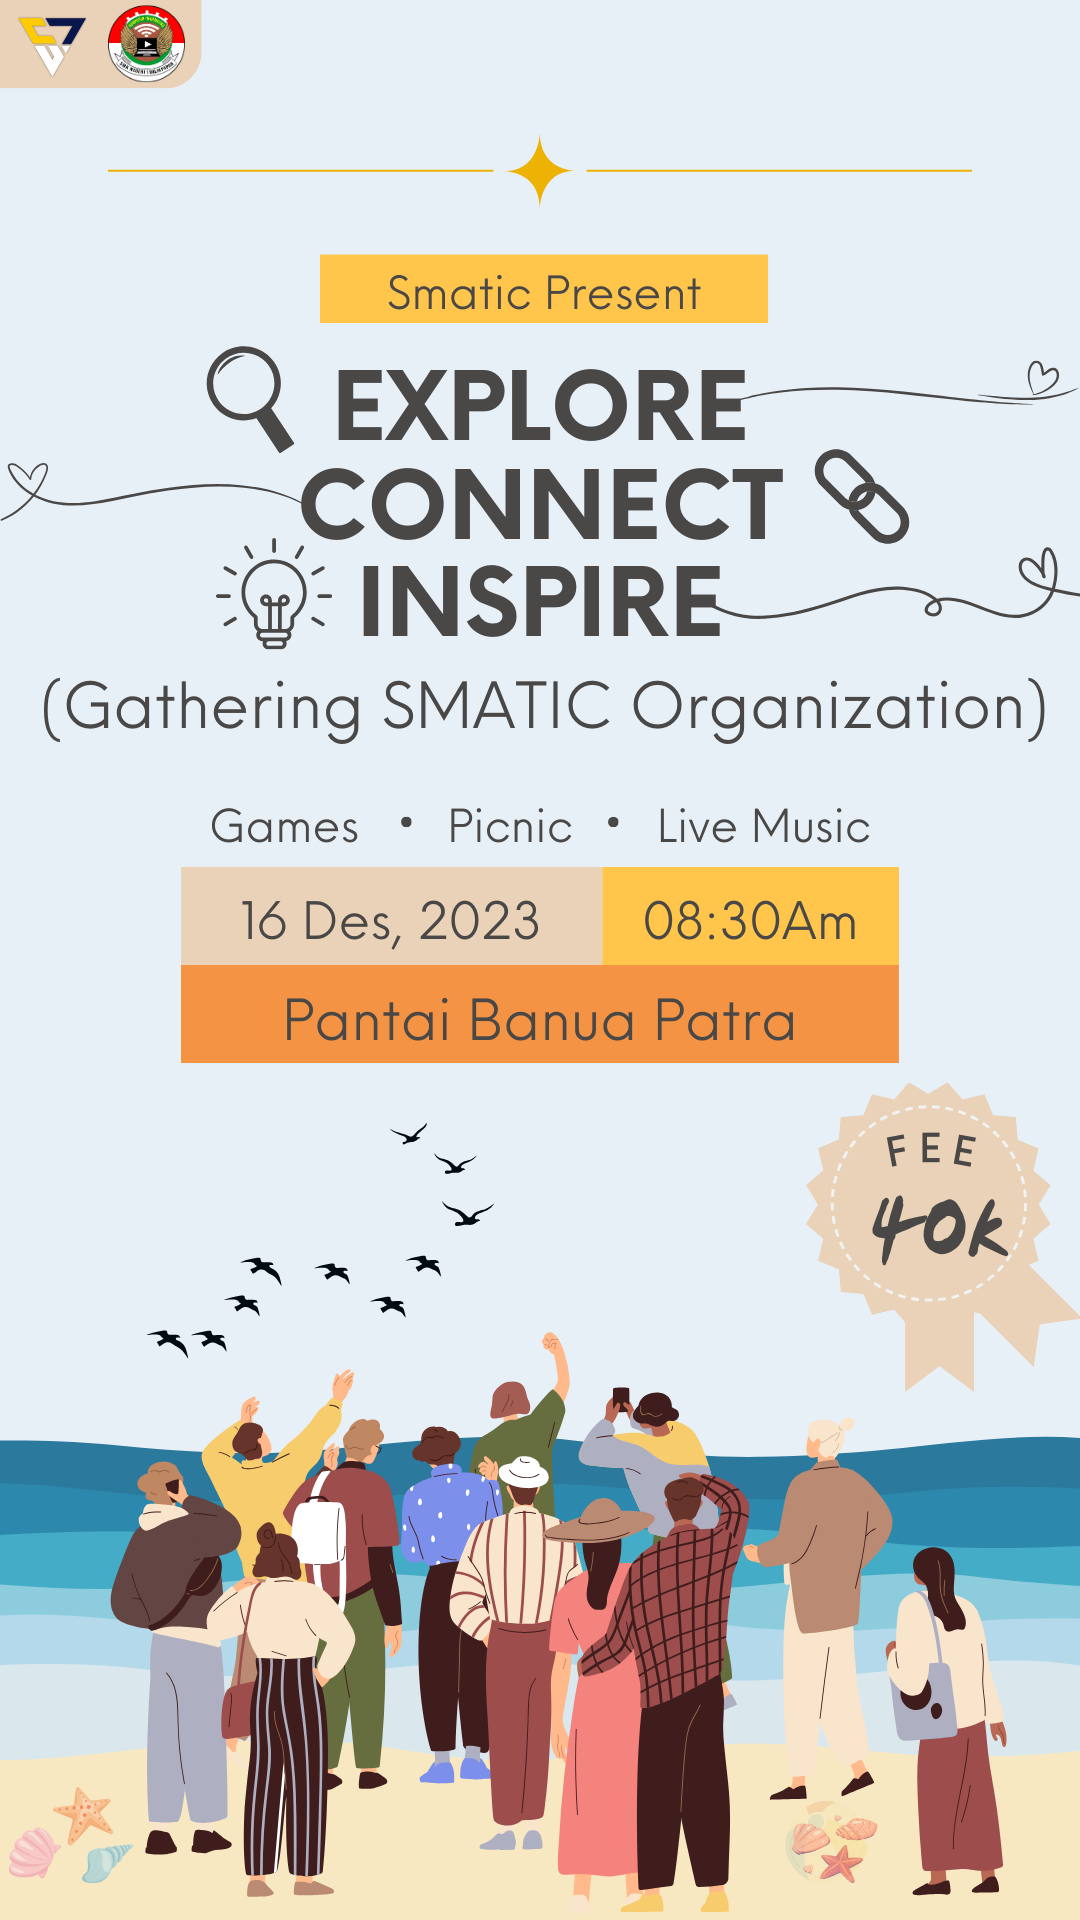 Smatic Present
EXPLORE
CONNECT
INSPIRE
(Gathering SMATIC Organization)
Games • Picnic • Live Music
16 Des, 2023 08:30Am
Pantai Banua Patra
FEE
40k